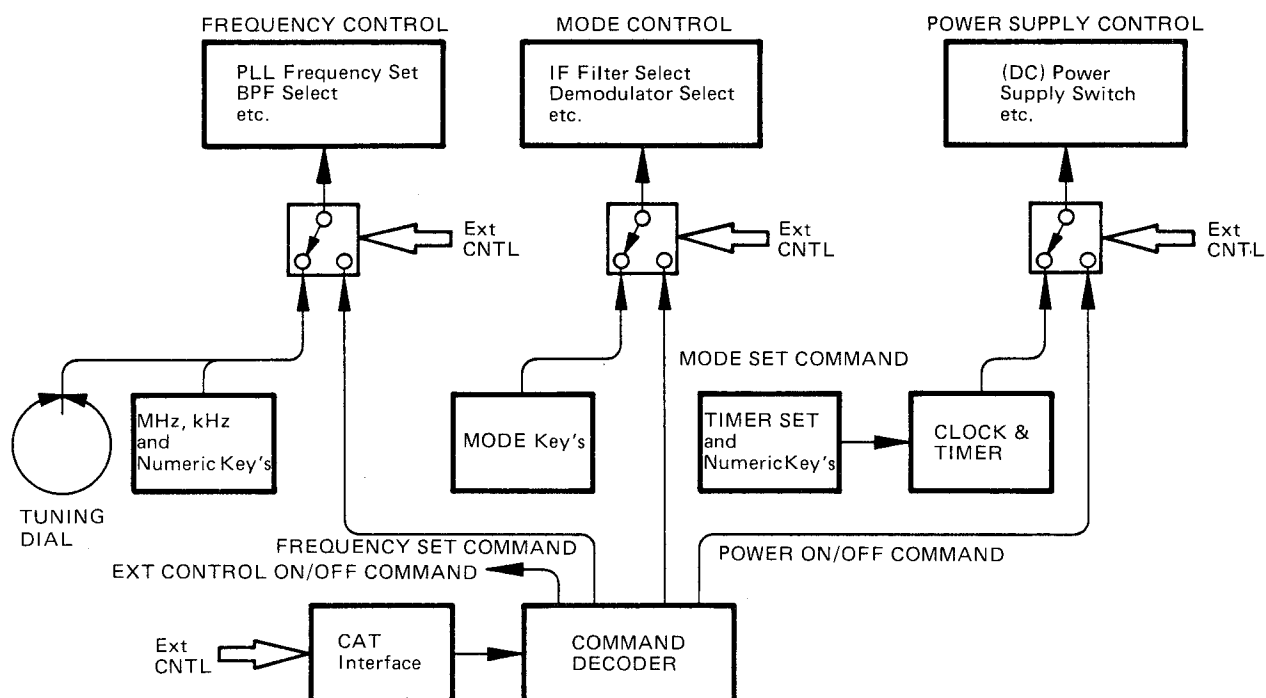 FREQUENCY CONTROL
MODE CONTROL
POWER SUPPLY CONTROL
PLL Frequency Set
BPF Select
etc.
IF Filter Select
Demodulator Select
etc.
(DC) Power
Supply Switch
etc.
Ext
CNTL
Ext
CNTL
Ext
CNTL
MODE SET COMMAND
MHz, kHz
and
Numeric Key's
MODE Key's
TIMER SET
and
Numeric Key's
CLOCK &
TIMER
TUNING
DIAL
FREQUENCY SET COMMAND
POWER ON/OFF COMMAND
EXT CONTROL ON/OFF COMMAND
Ext
CNTL
CAT
Interface
COMMAND
DECODER